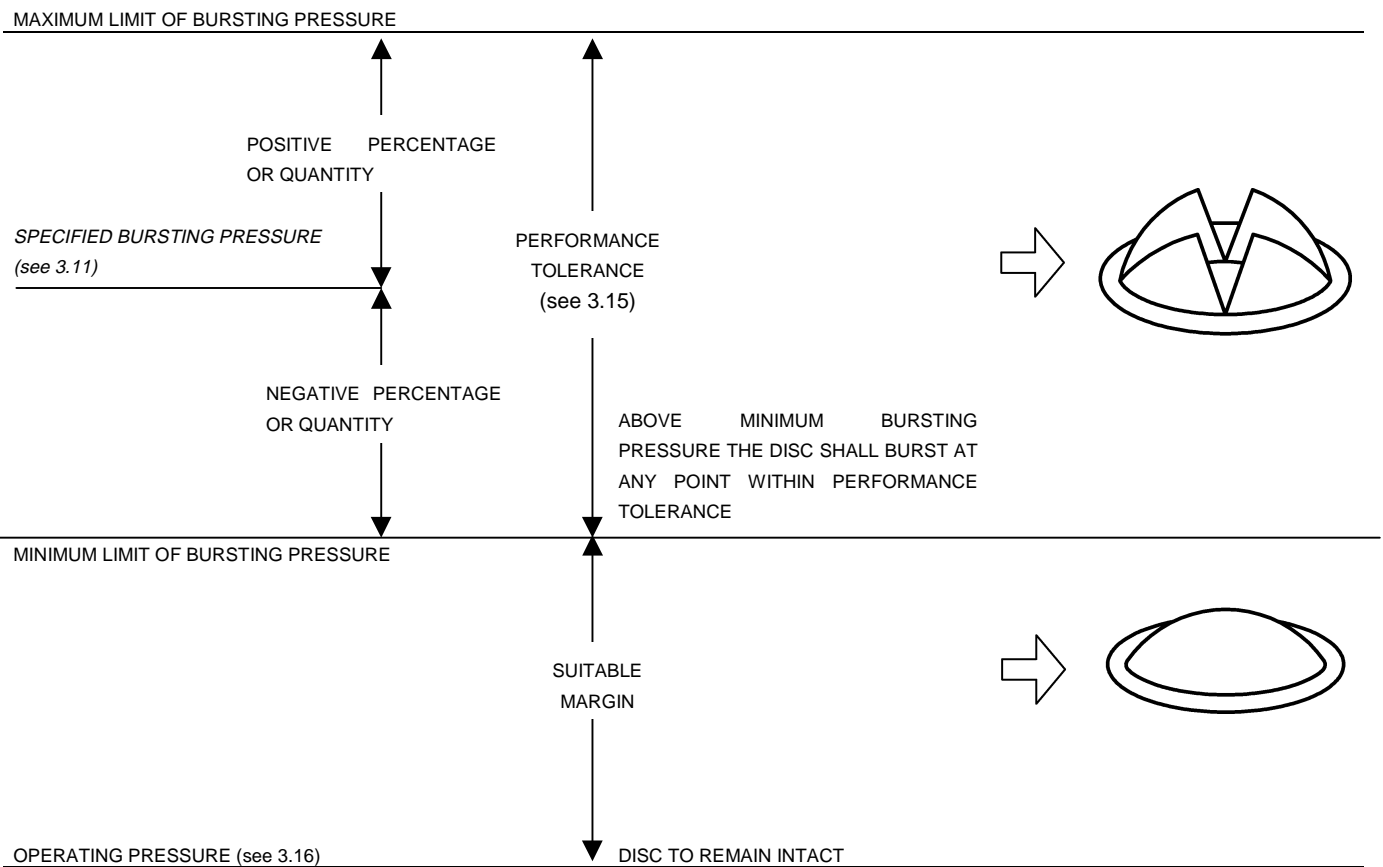 MAXIMUM LIMIT OF BURSTING PRESSURE
POSITIVE PERCENTAGE
OR QUANTITY
SPECIFIED BURSTING PRESSURE
(see 3.11)
PERFORMANCE
TOLERANCE
(see 3.15)
NEGATIVE PERCENTAGE
OR QUANTITY
ABOVE MINIMUM BURSTING
PRESSURE THE DISC SHALL BURST AT
ANY POINT WITHIN PERFORMANCE
TOLERANCE
MINIMUM LIMIT OF BURSTING PRESSURE
SUITABLE
MARGIN
OPERATING PRESSURE (see 3.16)
DISC TO REMAIN INTACT